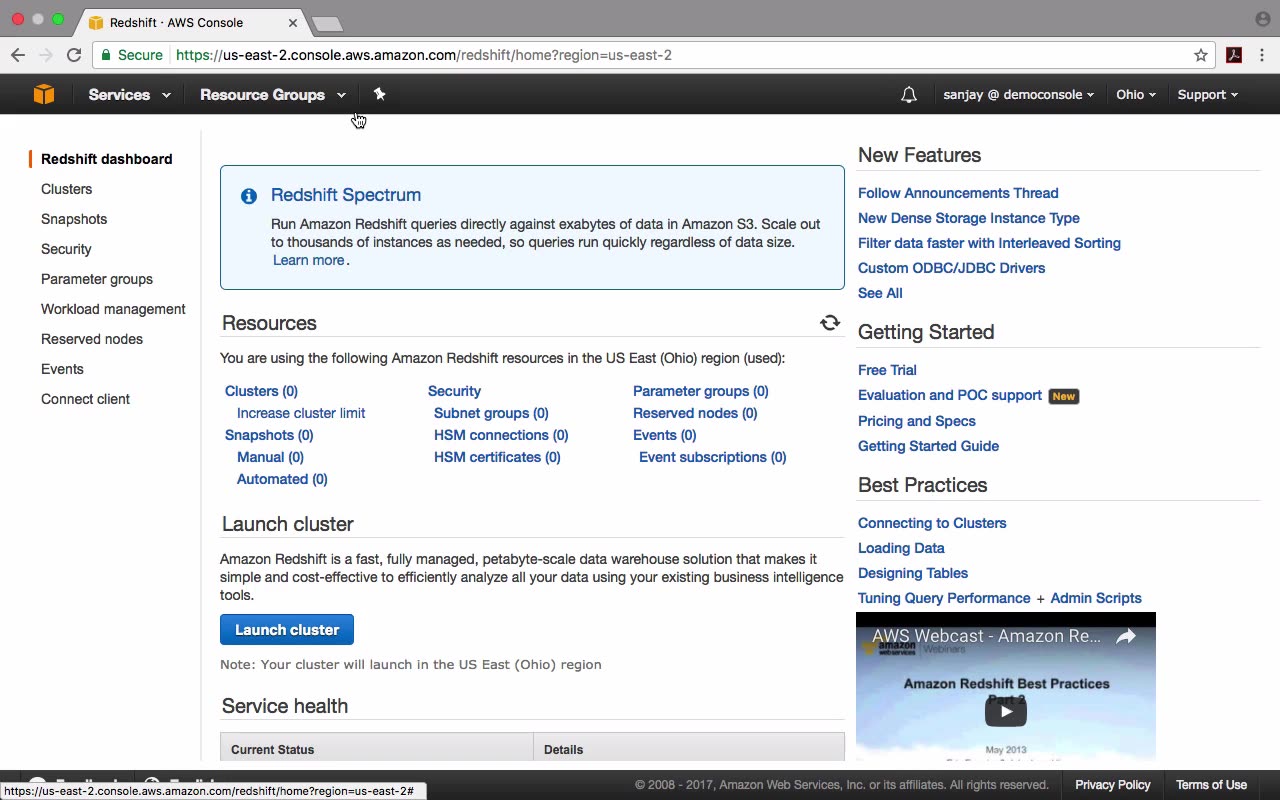 Redshift · AWS Console
Secure https://us-east-2.console.aws.amazon.com/redshift/home?region=us-east-2
Services Resource Groups sanjay @ democonsole Ohio Support
Redshift dashboard
Clusters
Snapshots
Security
Parameter groups
Workload management
Reserved nodes
Events
Connect client
Redshift Spectrum
Run Amazon Redshift queries directly against exabytes of data in Amazon S3. Scale out
to thousands of instances as needed, so queries run quickly regardless of data size.
Learn more.
Resources
You are using the following Amazon Redshift resources in the US East (Ohio) region (used):
Clusters (0)
Increase cluster limit
Snapshots (0)
Manual (0)
Automated (0)
Security
Subnet groups (0)
HSM connections (0)
HSM certificates (0)
Parameter groups (0)
Reserved nodes (0)
Events (0)
Event subscriptions (0)
Launch cluster
Amazon Redshift is a fast, fully managed, petabyte-scale data warehouse solution that makes it
simple and cost-effective to efficiently analyze all your data using your existing business intelligence
tools.
Launch cluster
Note: Your cluster will launch in the US East (Ohio) region
Service health
Current Status Details
New Features
Follow Announcements Thread
New Dense Storage Instance Type
Filter data faster with Interleaved Sorting
Custom ODBC/JDBC Drivers
See All
Getting Started
Free Trial
Evaluation and POC support New
Pricing and Specs
Getting Started Guide
Best Practices
Connecting to Clusters
Loading Data
Designing Tables
Tuning Query Performance + Admin Scripts
AWS Webcast - Amazon Re...
amazon
webservices Webinars
Amazon Redshift Best Practices
Part 2
May 2013
© 2008 - 2017, Amazon Web Services, Inc. or its affiliates. All rights reserved. Privacy Policy Terms of Use
https://us-east-2.console.aws.amazon.com/redshift/home?region=us-east-2#